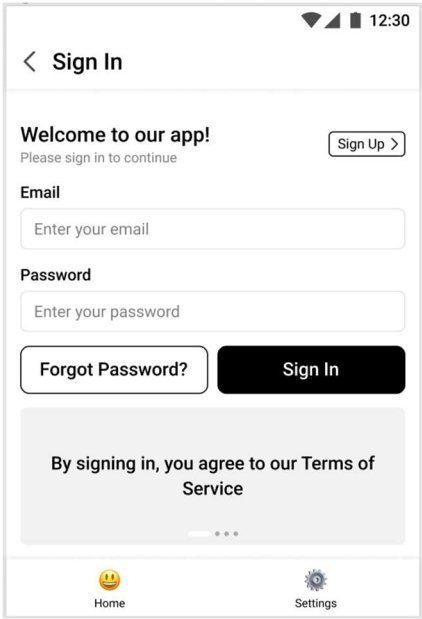 12:30
Sign In
Welcome to our app!
Sign Up
Please sign in to continue
Email
Enter your email
Password
Enter your password
Forgot Password?
Sign In
By signing in, you agree to our Terms of
Service
Home
Settings